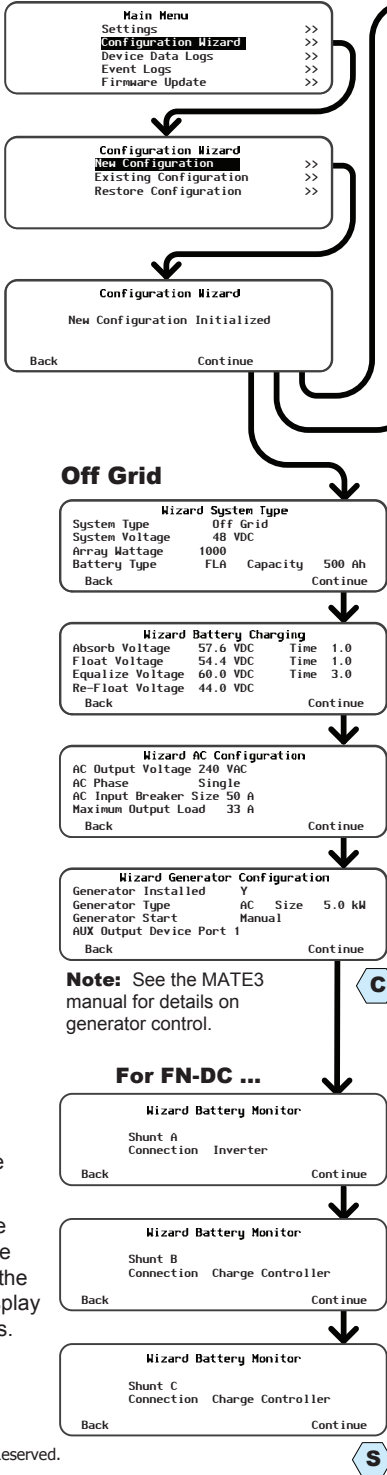 Main Menu
Settings >>
Configuration Wizard >>
Device Data Logs >>
Event Logs >>
Firmware Update >>
Configuration Wizard
New Configuration >>
Existing Configuration >>
Restore Configuration >>
Configuration Wizard
New Configuration Initialized
Back Continue
Off Grid
Wizard System Type
System Type Off Grid
System Voltage 48 VDC
Array Wattage 1000
Battery Type FLA Capacity 500 Ah
Back Continue
Wizard Battery Charging
Absorb Voltage 57.6 VDC Time 1.0
Float Voltage 54.4 VDC Time 1.0
Equalize Voltage 60.0 VDC Time 3.0
Re-Float Voltage 44.0 VDC
Back Continue
Wizard AC Configuration
AC Output Voltage 240 VAC
AC Phase Single
AC Input Breaker Size 50 A
Maximum Output Load 33 A
Back Continue
Wizard Generator Configuration
Generator Installed Y
Generator Type AC Size 5.0 kW
Generator Start Manual
AUX Output Device Port 1
Back Continue
Note: See the MATE3
manual for details on
generator control.
C
For FN-DC ...
Wizard Battery Monitor
Shunt A
Connection Inverter
Back Continue
Wizard Battery Monitor
Shunt B
Connection Charge Controller
Back Continue
Wizard Battery Monitor
Shunt C
Connection Charge Controller
Back Continue
the
S